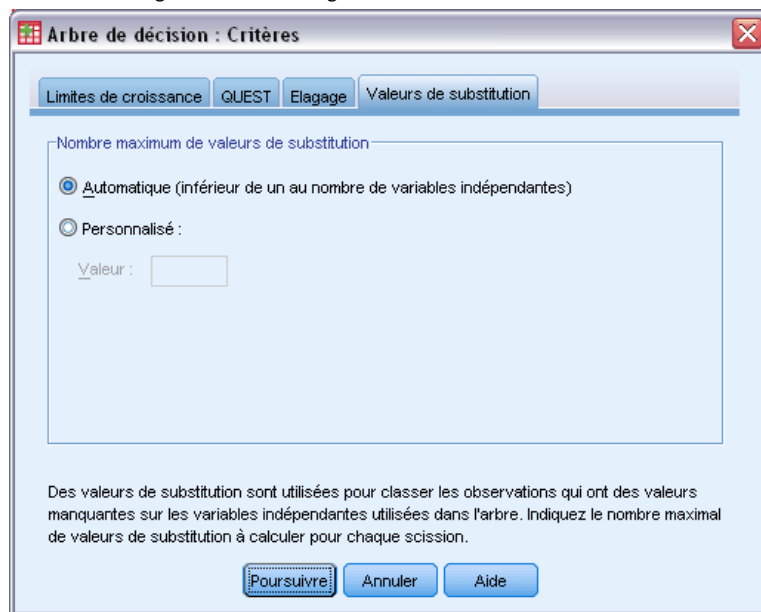 Arbre de décision : Critères
Limites de croissance QUEST Elagage Valeurs de substitution
Nombre maximum de valeurs de substitution
Automatique (inférieur de un au nombre de variables indépendantes)
Personnalisé :
Valeur :
Des valeurs de substitution sont utilisées pour classer les observations qui ont des valeurs
manquantes sur les variables indépendantes utilisées dans l'arbre. Indiquez le nombre maximal
de valeurs de substitution à calculer pour chaque scission.
Poursuivre Annuler Aide